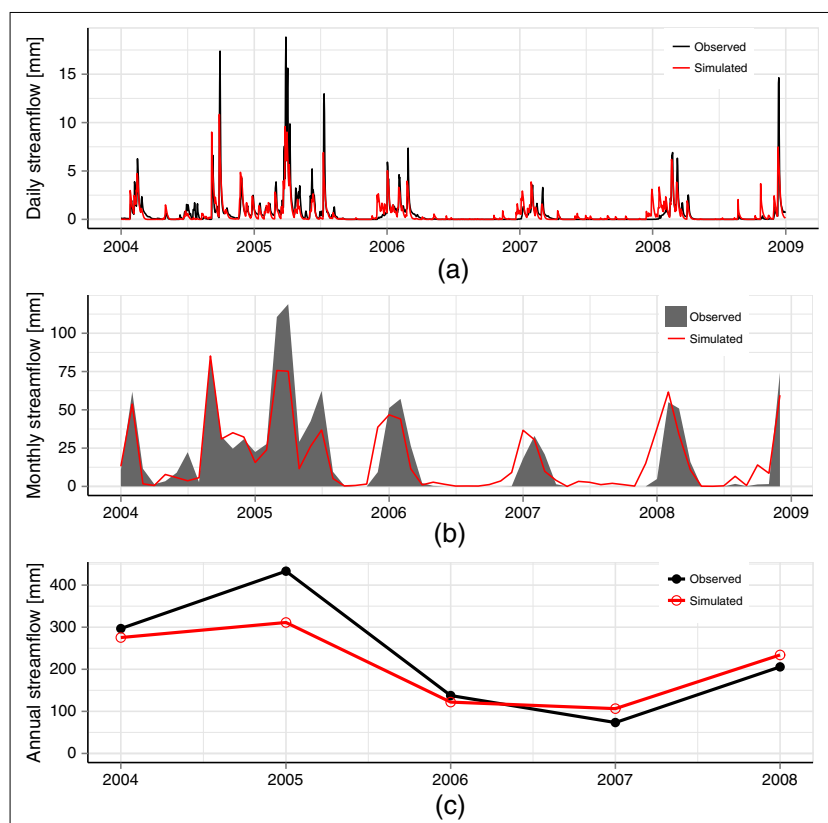 Daily streamflow [mm]
15
10
5
0
Observed
Simulated
2004 2005 2006 2007 2008 2009
(a)
Monthly streamflow [mm]
100
75
50
25
0
Observed
Simulated
2004 2005 2006 2007 2008 2009
(b)
Annual streamflow [mm]
400
300
200
100
0
Observed
Simulated
2004 2005 2006 2007 2008
(c)